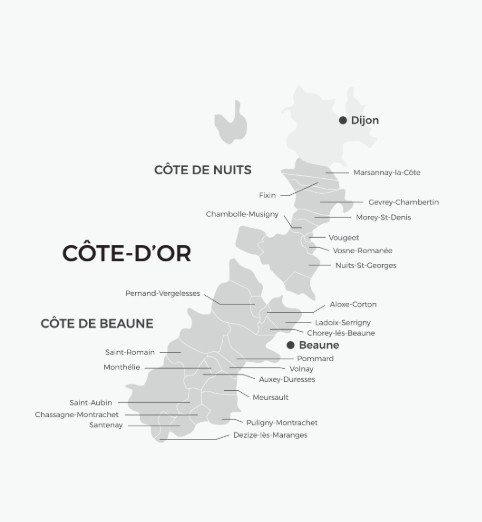 Dijon
CÔTE DE NUITS
Marsannay-la-Côte
Fixin
Gevrey-Chambertin
Chambolle-Musigny
Morey-St-Denis
Vougeot
CÔTE-D'OR
Vosne-Romanée
Nuits-St-Georges
Pernand-Vergelesses
Aloxe-Corton
CÔTE DE BEAUNE
Ladoix-Serrigny
Chorey-lés-Beaune
Beaune
Saint-Romain
Pommard
Monthélie
Volnay
Auxey-Duresses
Meursault
Saint-Aubin
Chassagne-Montrachet
Puligny-Montrachet
Santenay
Dezize-lès-Maranges